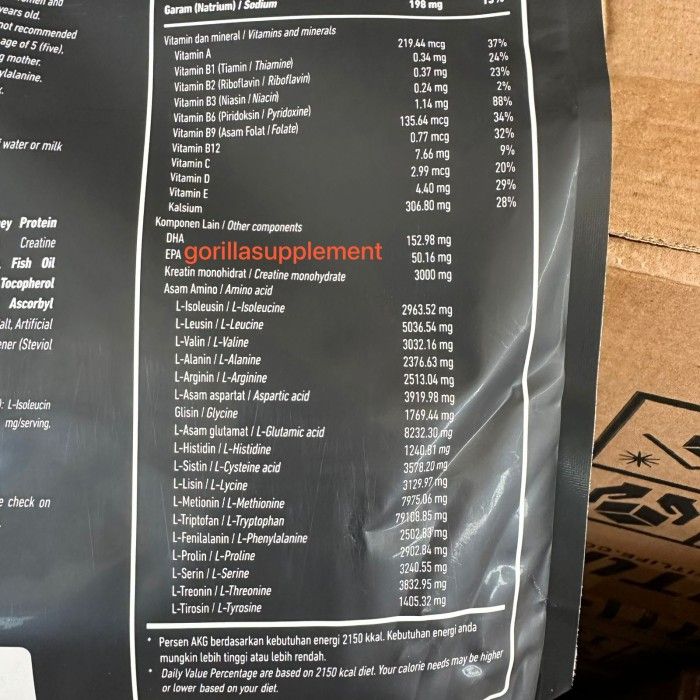 years old.
not recommended
age of 5 (five),
g mother.
ylalanine.
water or milk
ey Protein
Creatine
Fish Oil
Tocopherol
Ascorbyl
alt, Artificial
ner (Steviol
): L-Isoleucin
mg/serving,
e check on
Garam (Natrium) / Sodium 198 mg
Vitamin dan mineral / Vitamins and minerals
Vitamin A 219.44 mcg 37%
Vitamin B1 (Tiamin / Thiamine) 0.34 mg 24%
Vitamin B2 (Riboflavin / Riboflavin) 0.37 mg 23%
Vitamin B3 (Niasin / Niacin) 0.24 mg 2%
Vitamin B6 (Piridoksin / Pyridoxine) 1.14 mg 88%
Vitamin B9 (Asam Folat / Folate) 135.64 mcg 34%
Vitamin B12 0.77 mcg 32%
Vitamin C 7.66 mg 9%
Vitamin D 2.99 mcg 20%
Vitamin E 4.40 mg 29%
Kalsium 306.80 mg 28%
Komponen Lain / Other components
DHA 152.98 mg
EPA 50.16 mg
gorillasupplement
Kreatin monohidrat / Creatine monohydrate 3000 mg
Asam Amino / Amino acid
L-Isoleusin / L-Isoleucine 2963.52 mg
L-Leusin / L-Leucine 5036.54 mg
L-Valin / L-Valine 3032.16 mg
L-Alanin / L-Alanine 2376.63 mg
L-Arginin / L-Arginine 2513.04 mg
L-Asam aspartat / Aspartic acid 3919.98 mg
Glisin / Glycine 1769.44 mg
L-Asam glutamat / L-Glutamic acid 8232.30 mg
L-Histidin / L-Histidine 1240.81 mg
L-Sistin / L-Cysteine acid 3578.20 mg
L-Lisin / L-Lycine 3129.97 mg
L-Metionin / L-Methionine 7975.06 mg
L-Triptofan / L-Tryptophan 79108.85 mg
L-Fenilalanin / L-Phenylalanine 2502.83 mg
L-Prolin / L-Proline 2902.84 mg
L-Serin / L-Serine 3240.55 mg
L-Treonin / L-Threonine 3832.95 mg
L-Tirosin / L-Tyrosine 1405.32 mg
* Persen AKG berdasarkan kebutuhan energi 2150 kkal. Kebutuhan energi anda
mungkin lebih tinggi atau lebih rendah.
* Daily Value Percentage are based on 2150 kcal diet. Your calorie needs may be higher
or lower based on your diet.